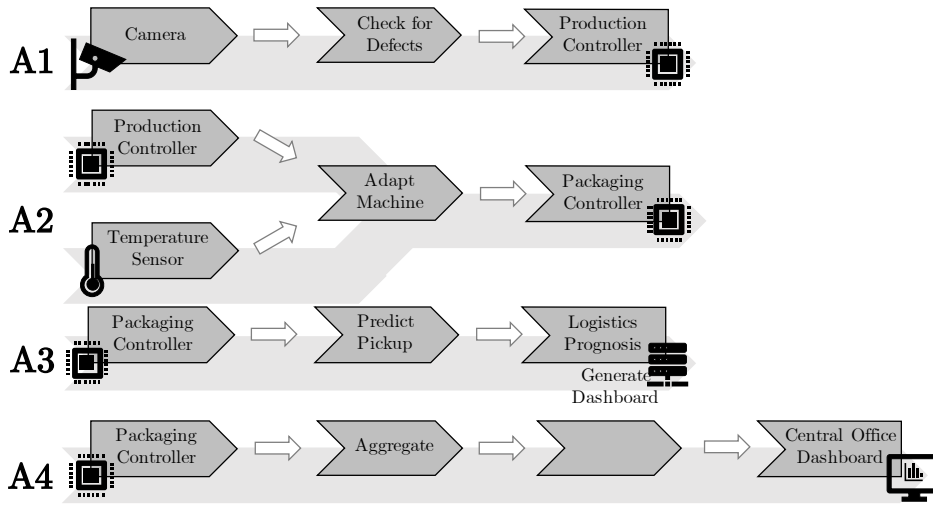 A1
Camera
Check for
Defects
Production
Controller
A2
Production
Controller
Temperature
Sensor
Adapt
Machine
Packaging
Controller
A3
Packaging
Controller
Predict
Pickup
Logistics
Prognosis
Generate
Dashboard
A4
Packaging
Controller
Aggregate
Central Office
Dashboard